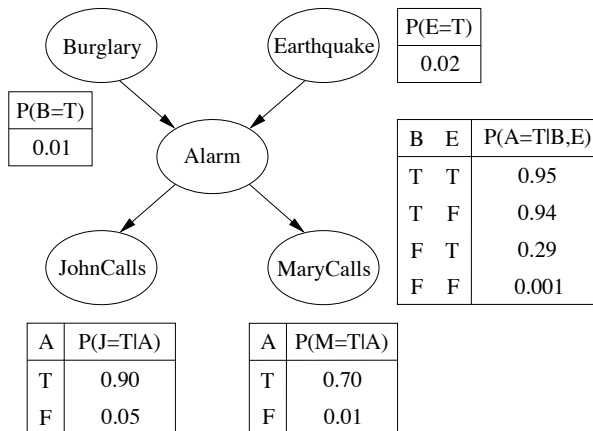 Burglary
Earthquake
P(E=T)
0.02
P(B=T)
0.01
Alarm
B E P(A=T|B,E)
T T 0.95
T F 0.94
F T 0.29
F F 0.001
JohnCalls
MaryCalls
A P(J=T|A)
T 0.90
F 0.05
A P(M=T|A)
T 0.70
F 0.01